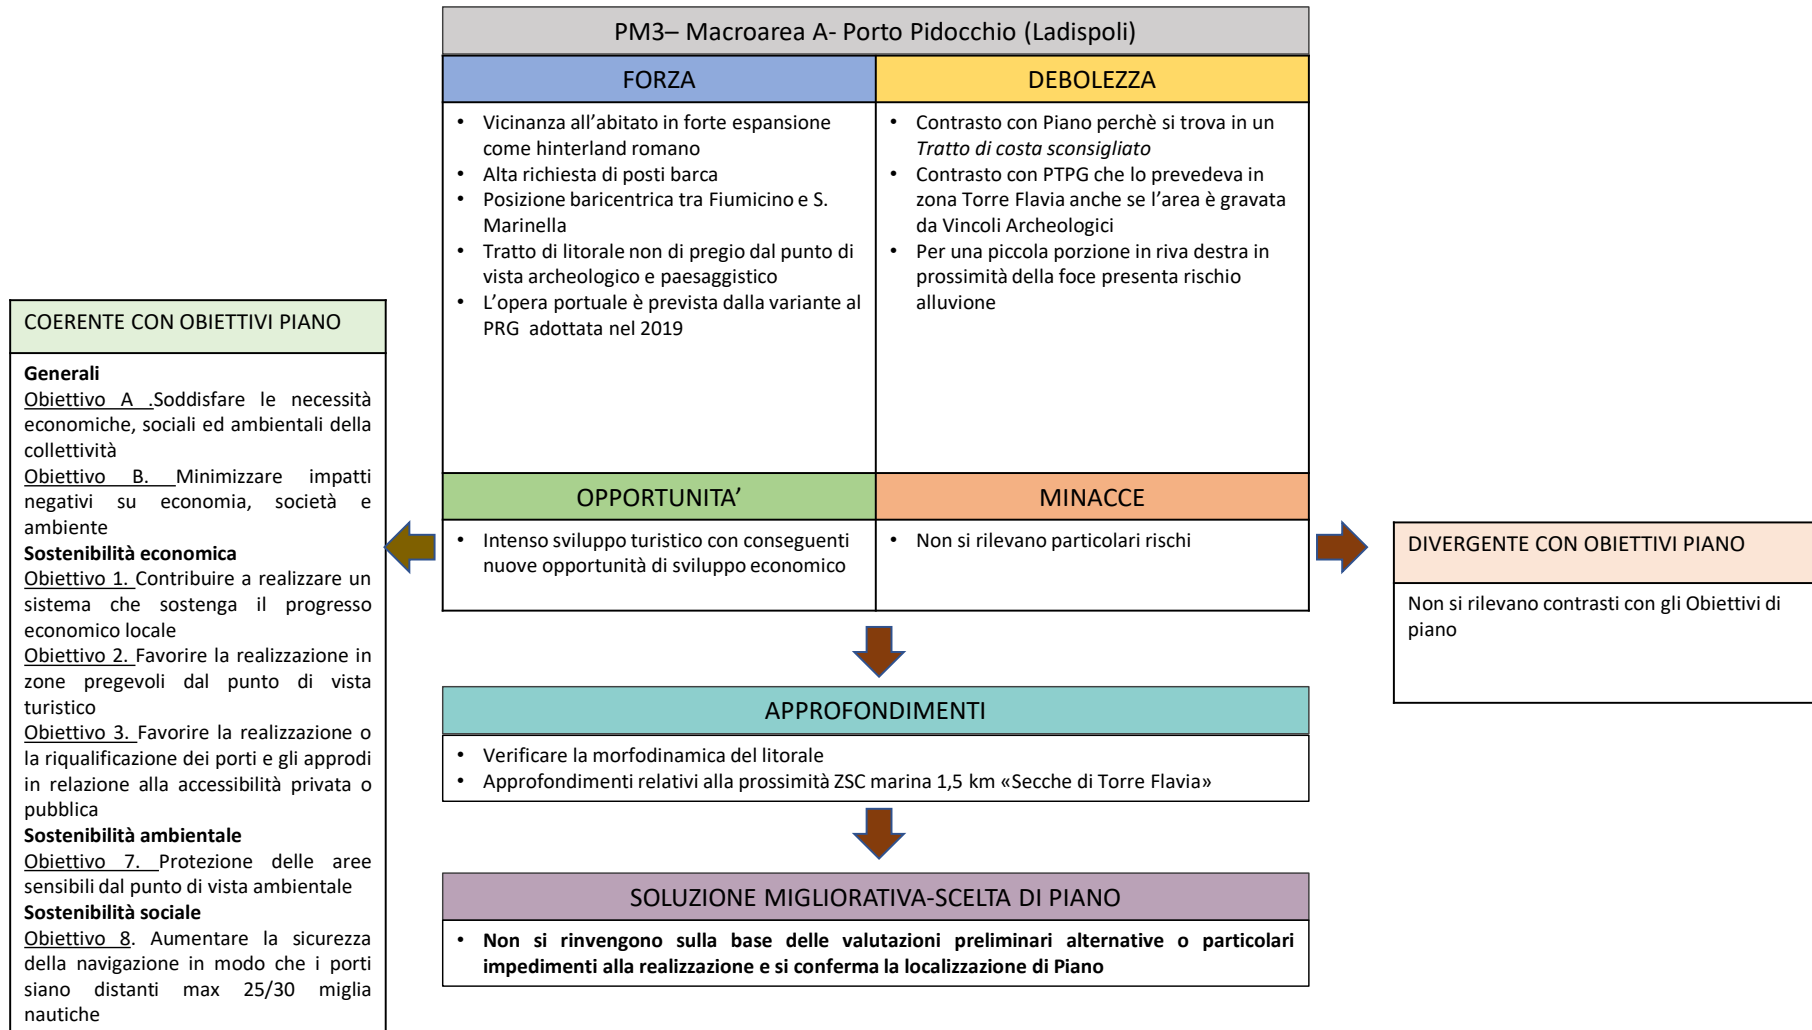 PM3– Macroarea A- Porto Pidocchio (Ladispoli)
FORZA
• Vicinanza all’abitato in forte espansione
come hinterland romano
• Alta richiesta di posti barca
• Posizione baricentrica tra Fiumicino e S.
Marinella
• Tratto di litorale non di pregio dal punto di
vista archeologico e paesaggistico
• L’opera portuale è prevista dalla variante al
PRG adottata nel 2019
DEBOLEZZA
• Contrasto con Piano perchè si trova in un
Tratto di costa sconsigliato
• Contrasto con PTPG che lo prevedeva in
zona Torre Flavia anche se l’area è gravata
da Vincoli Archeologici
• Per una piccola porzione in riva destra in
prossimità della foce presenta rischio
alluvione
OPPORTUNITA’
• Intenso sviluppo turistico con conseguenti
nuove opportunità di sviluppo economico
MINACCE
• Non si rilevano particolari rischi
COERENTE CON OBIETTIVI PIANO
Generali
Obiettivo A .Soddisfare le necessità
economiche, sociali ed ambientali della
collettività
Obiettivo B. Minimizzare impatti
negativi su economia, società e
ambiente
Sostenibilità economica
Obiettivo 1. Contribuire a realizzare un
sistema che sostenga il progresso
economico locale
Obiettivo 2. Favorire la realizzazione in
zone pregevoli dal punto di vista
turistico
Obiettivo 3. Favorire la realizzazione o
la riqualificazione dei porti e gli approdi
in relazione alla accessibilità privata o
pubblica
Sostenibilità ambientale
Obiettivo 7. Protezione delle aree
sensibili dal punto di vista ambientale
Sostenibilità sociale
Obiettivo 8. Aumentare la sicurezza
della navigazione in modo che i porti
siano distanti max 25/30 miglia
nautiche
DIVERGENTE CON OBIETTIVI PIANO
Non si rilevano contrasti con gli Obiettivi di
piano
APPROFONDIMENTI
• Verificare la morfodinamica del litorale
• Approfondimenti relativi alla prossimità ZSC marina 1,5 km «Secche di Torre Flavia»
SOLUZIONE MIGLIORATIVA-SCELTA DI PIANO
• Non si rinvengono sulla base delle valutazioni preliminari alternative o particolari
impedimenti alla realizzazione e si conferma la localizzazione di Piano